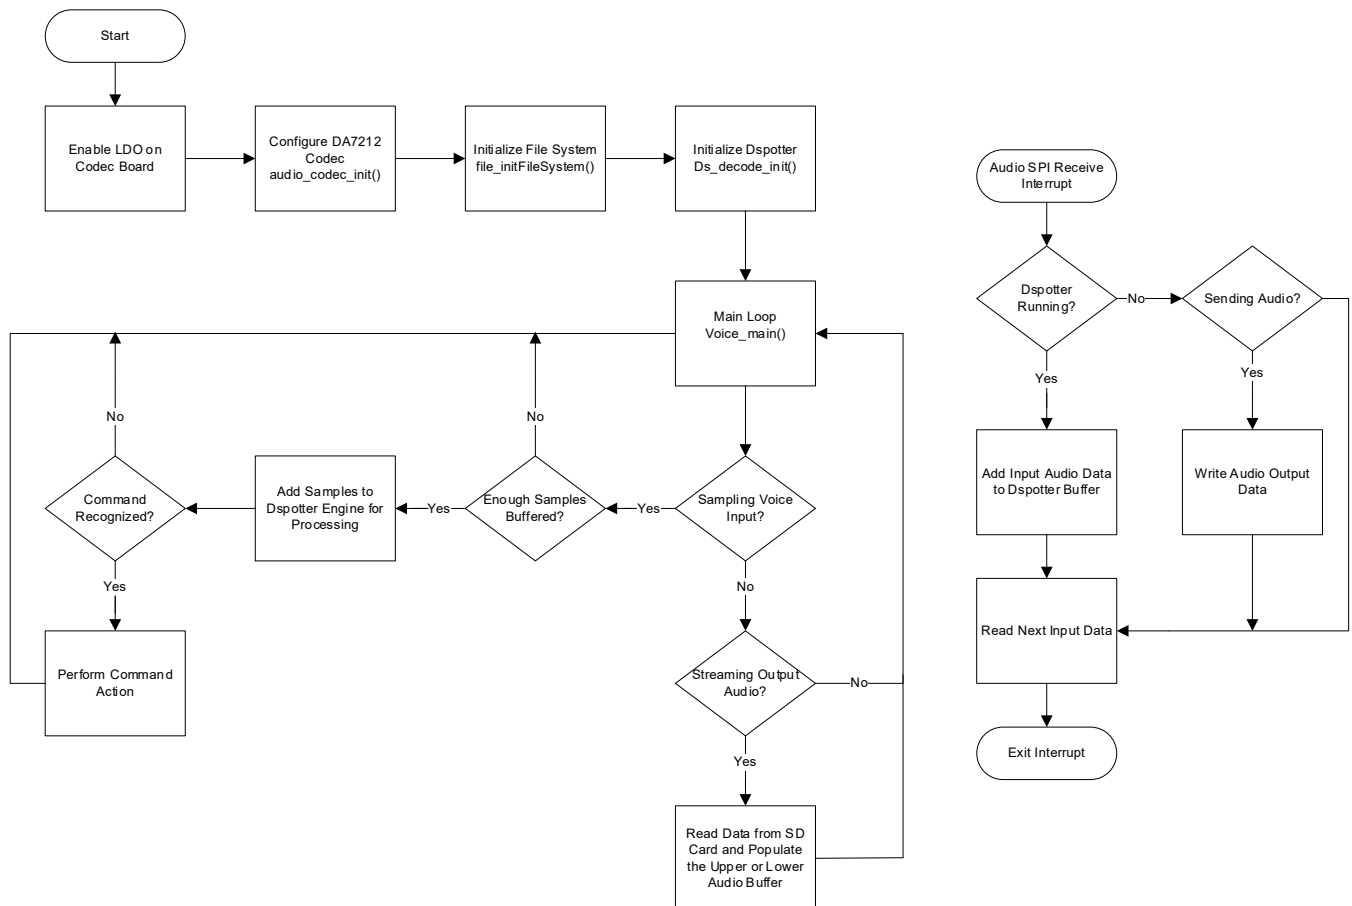 Start
Enable LDO on
Codec Board
Configure DA7212
Codec
audio_codec_init()
Initialize File System
file_initFileSystem()
Initialize Dspotter
Ds_decode_init()
Main Loop
Voice_main()
Sampling Voice
Input?
Yes
No
Enough Samples
Buffered?
Yes
No
Add Samples to
Dspotter Engine for
Processing
Command
Recognized?
No
Yes
Perform Command
Action
Streaming Output
Audio?
No
Yes
Read Data from SD
Card and Populate
the Upper or Lower
Audio Buffer
Audio SPI Receive
Interrupt
Dspotter
Running?
No
Yes
Sending Audio?
Yes
Add Input Audio Data
to Dspotter Buffer
Write Audio Output
Data
Read Next Input Data
Exit Interrupt